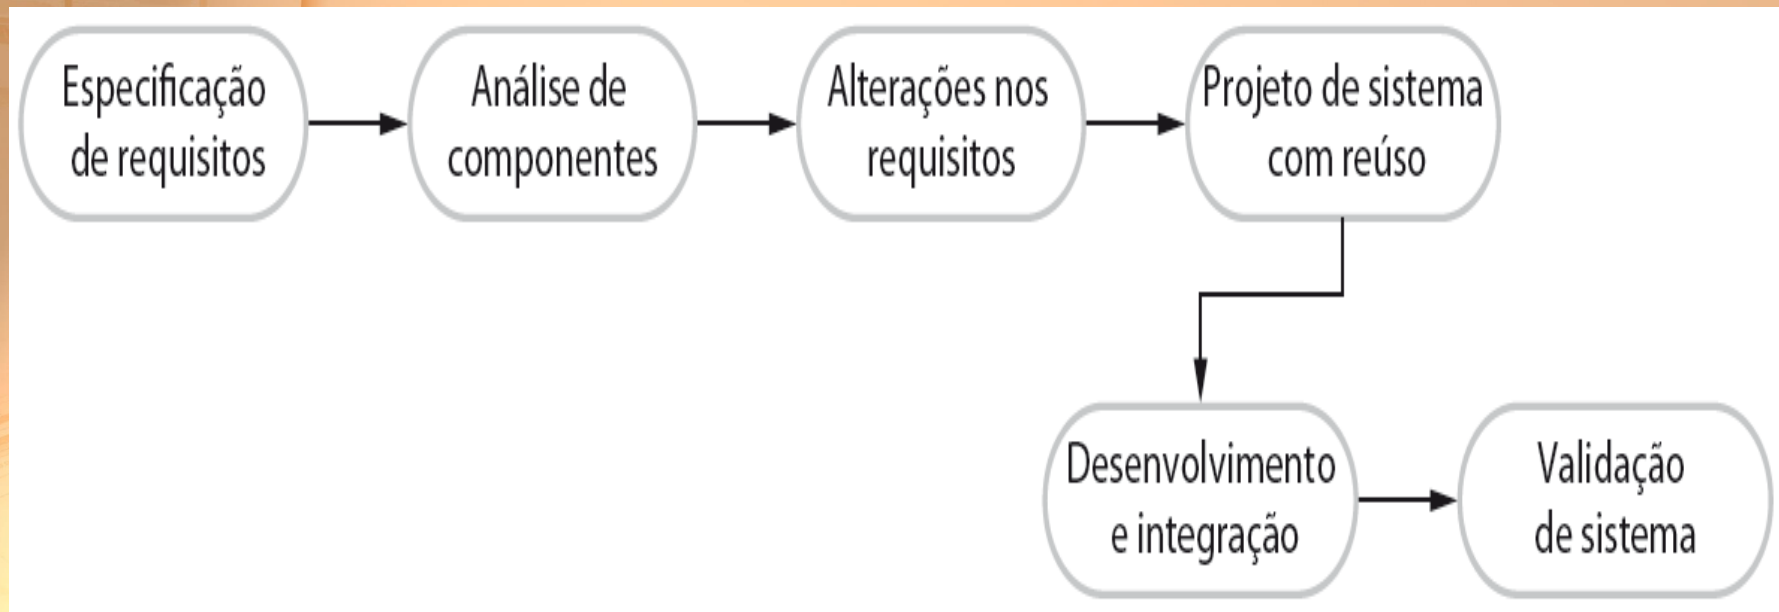 Especificação
de requisitos
Análise de
componentes
Alterações nos
requisitos
Projeto de sistema
com reúso
Desenvolvimento
e integração
Validação
de sistema